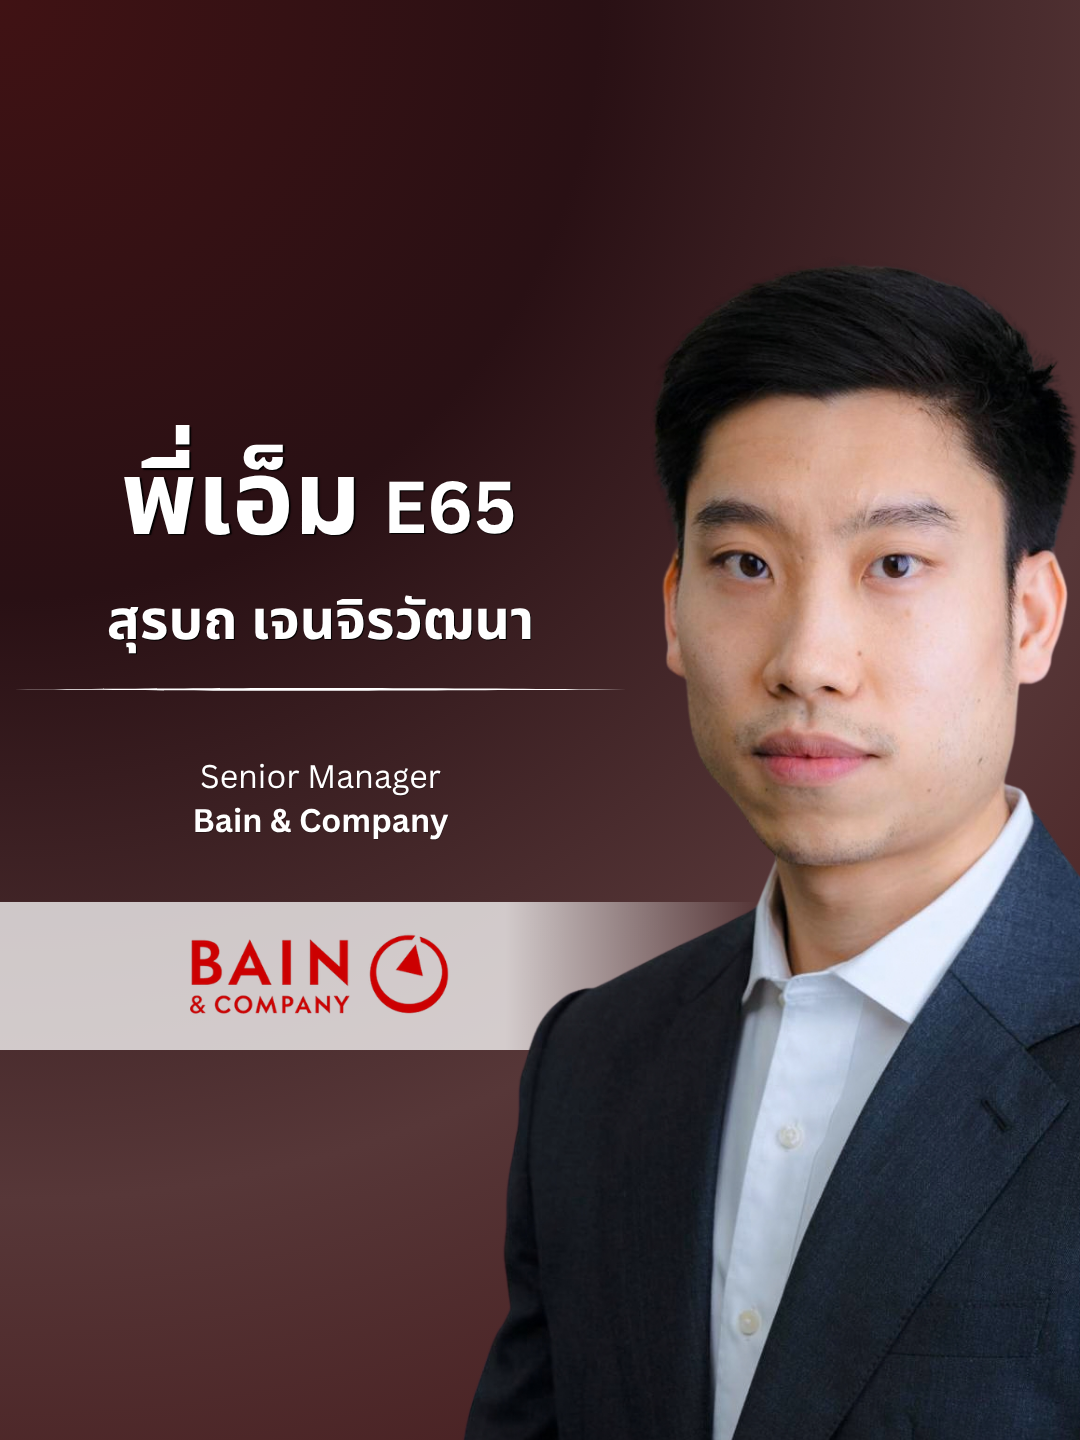 พี่เอ็ม E65
สุรบถ เจนจิรวัฒนา
Senior Manager
Bain & Company
BAIN
& COMPANY